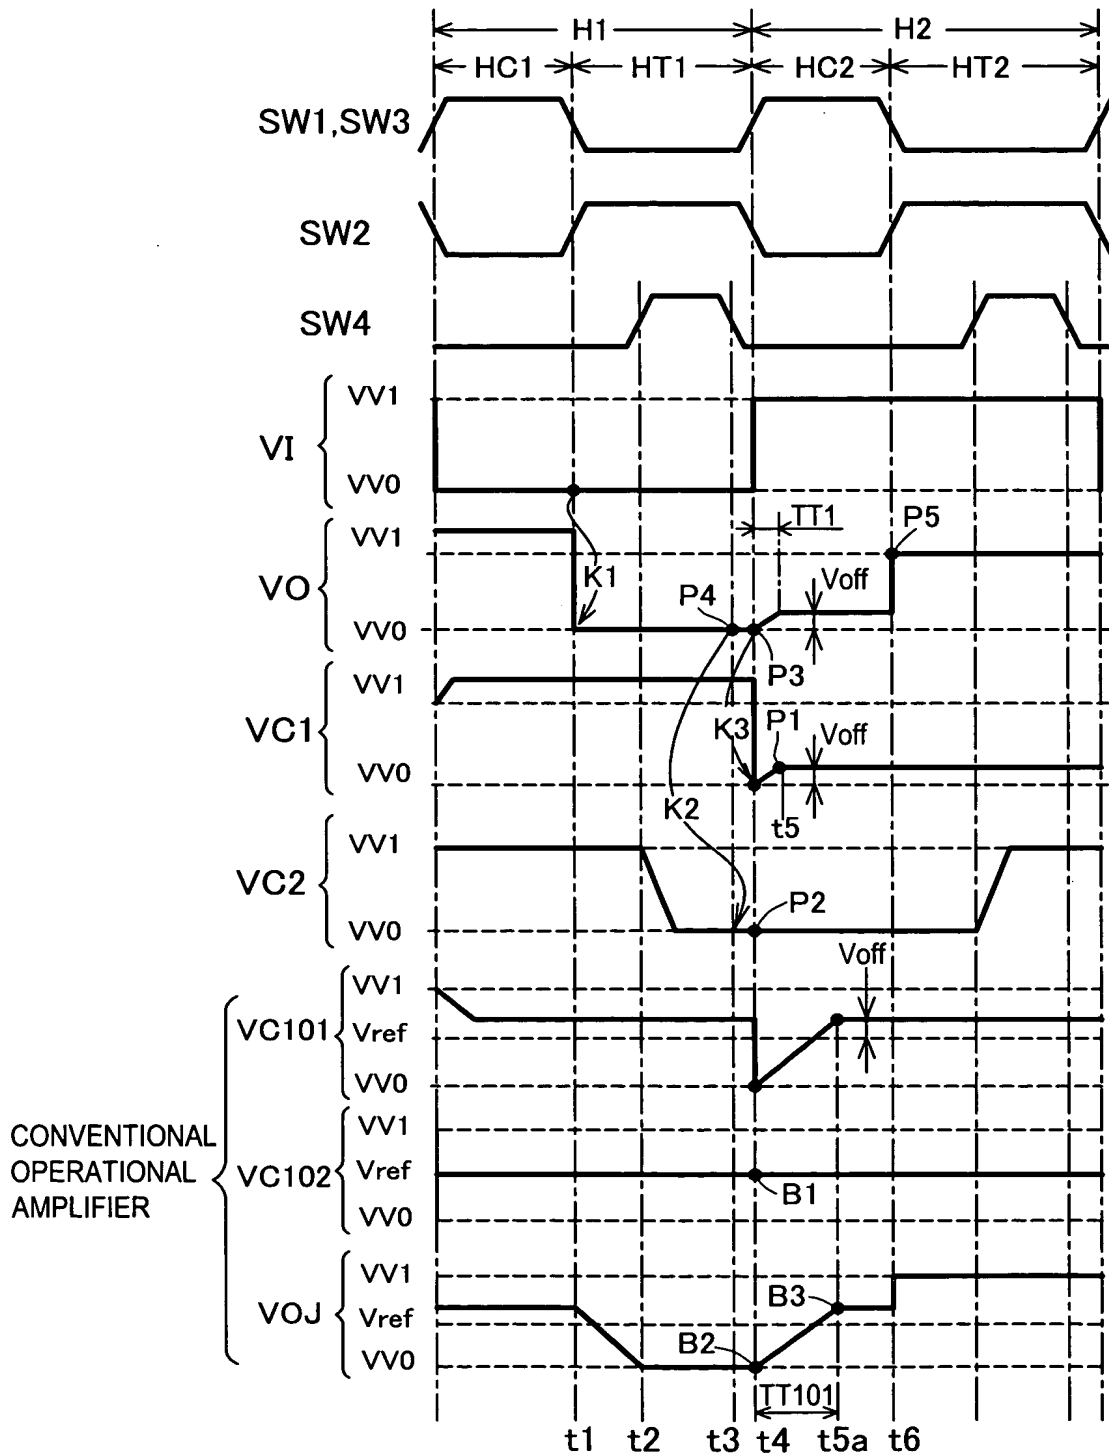 H1 H2
HC1 HT1 HC2 HT2
SW1,SW3
SW2
SW4
VI
VV1
VV0
TT1
P5
VO
VV1
VV0
K1
P4
Voff
P3
VC1
VV1
VV0
K3
P1
Voff
t5
K2
VC2
VV1
VV0
P2
Voff
CONVENTIONAL
OPERATIONAL
AMPLIFIER
VC101
VV1
Vref
VV0
VC102
VV1
Vref
VV0
B1
VOJ
VV1
Vref
VV0
B3
B2
TT101
t1 t2 t3 t4 t5a t6